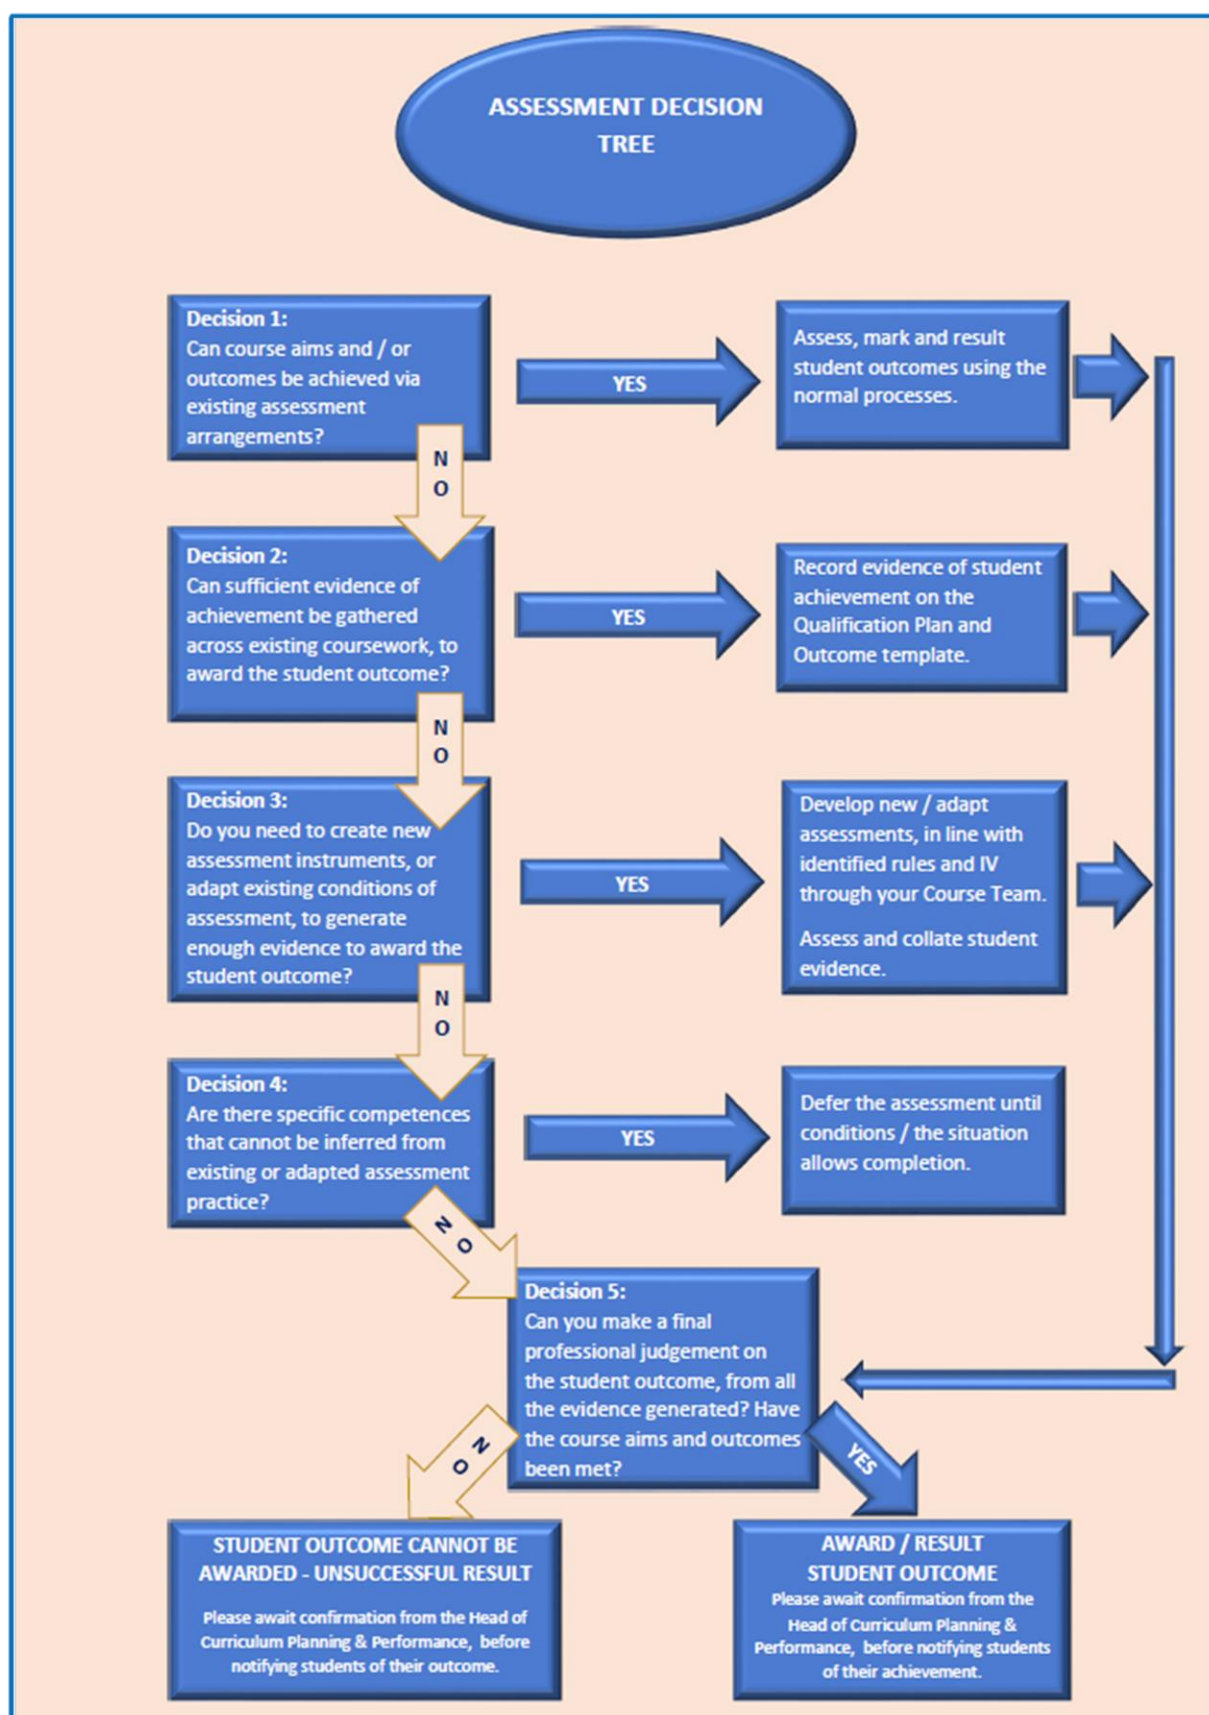 ASSESSMENT DECISION
TREE
Decision 1:
Can course aims and / or
outcomes be achieved via
existing assessment
arrangements?
YES
Assess, mark and result
student outcomes using the
normal processes.
N
O
Decision 2:
Can sufficient evidence of
achievement be gathered
across existing coursework, to
award the student outcome?
YES
Record evidence of student
achievement on the
Qualification Plan and
Outcome template.
N
O
Decision 3:
Do you need to create new
assessment instruments, or
adapt existing conditions of
assessment, to generate
enough evidence to award the
student outcome?
YES
Develop new / adapt
assessments, in line with
identified rules and IV
through your Course Team.
Assess and collate student
evidence.
N
O
Decision 4:
Are there specific competences
that cannot be inferred from
existing or adapted assessment
practice?
YES
Defer the assessment until
conditions / the situation
allows completion.
N
O
Decision 5:
Can you make a final
professional judgement on
the student outcome, from all
the evidence generated? Have
the course aims and outcomes
been met?
N
O
YES
STUDENT OUTCOME CANNOT BE
AWARDED - UNSUCCESSFUL RESULT
Please await confirmation from the Head of
Curriculum Planning & Performance, before
notifying students of their outcome.
AWARD / RESULT
STUDENT OUTCOME
Please await confirmation from the
Head of Curriculum Planning &
Performance, before notifying students
of their achievement.